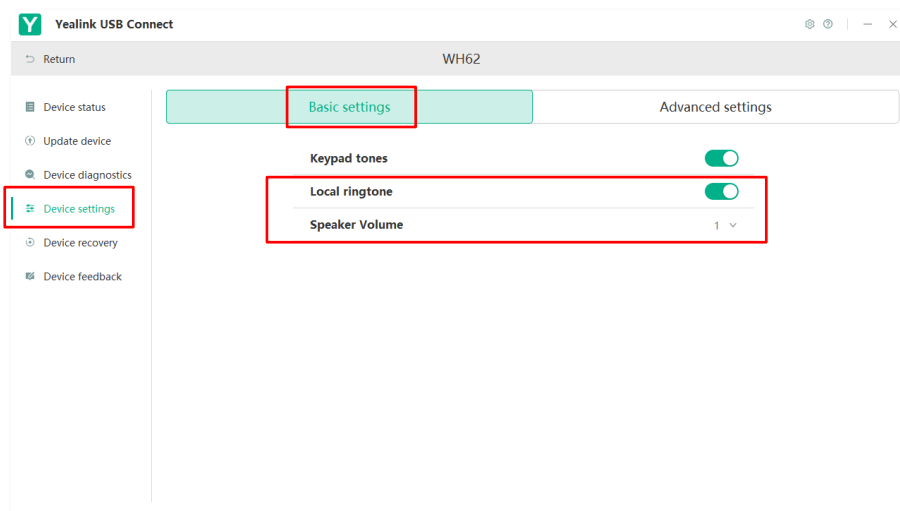 Y Yealink USB Connect
Return
WH62
Device status
Update device
Device diagnostics
Device settings
Device recovery
Device feedback
Basic settings
Advanced settings
Keypad tones
Local ringtone
Speaker Volume
1